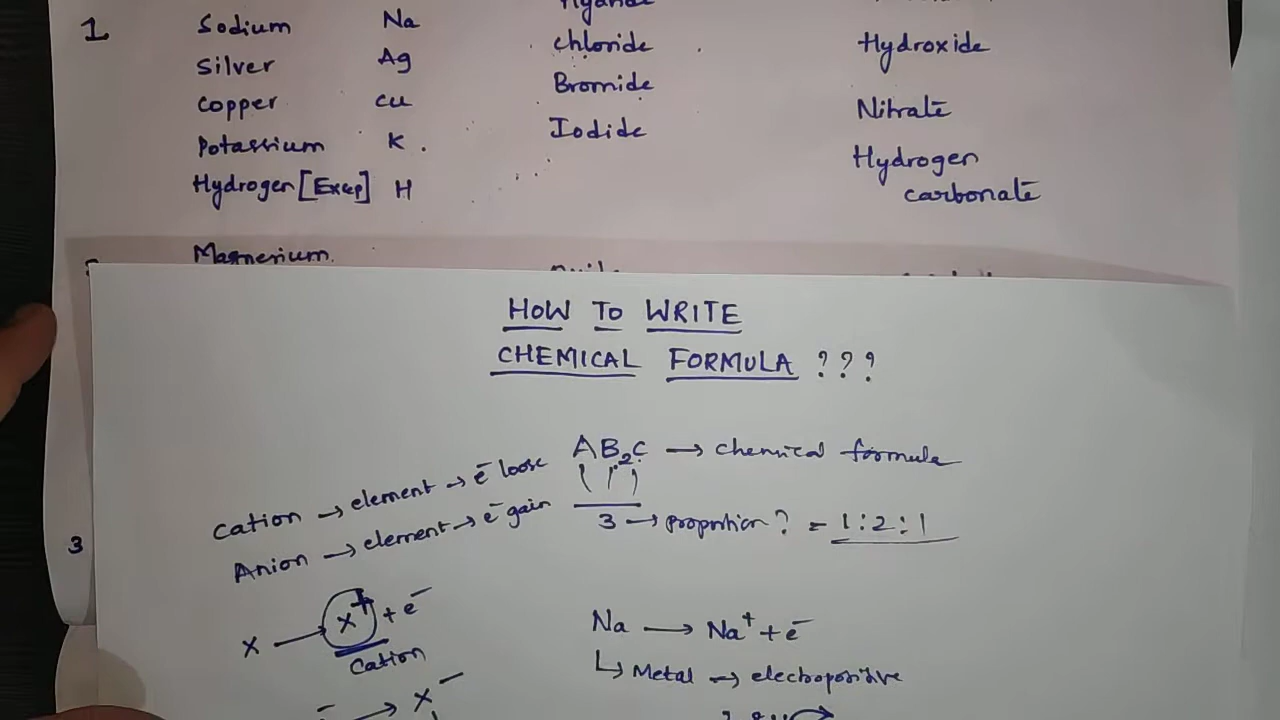 1 Sodium Na
chloride Hydroxide
Silver Ag
Bromide
Copper cu Nitrate
Iodide
Potassium K .
Hydrogen
Hydrogen [Excep] H carbonate
HOW TO WRITE
CHEMICAL FORMULA ???
AB₂C → chemical formula
Cation → element → e⁻ loose
Anion → element → e⁻ gain
3 → proportion? = 1:2:1
3
X → X⁺ + e⁻
Cation
Na → Na⁺ + e⁻
↳ Metal → electropositive
→ X⁻